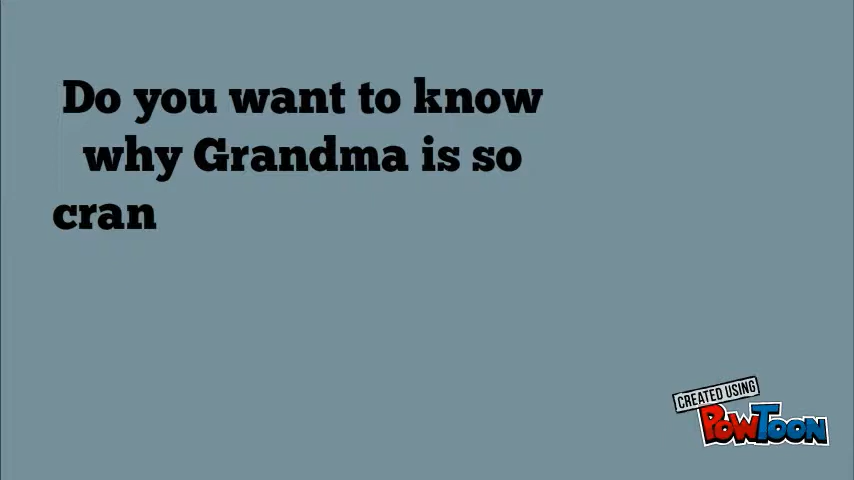 Do you want to know
why Grandma is so
cran
CREATED USING
POWTOON